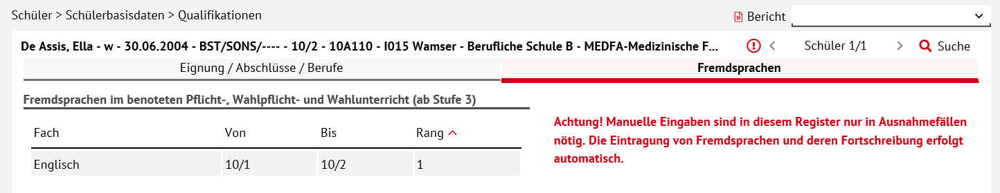 Schüler > Schülerbasisdaten > Qualifikationen
Bericht
De Assis, Ella - w - 30.06.2004 - BST/SONS/---- - 10/2 - 10A110 - I015 Wamser - Berufliche Schule B - MEDFA-Medizinische F...
Schüler 1/1
Suche
Eignung / Abschlüsse / Berufe
Fremdsprachen
Fremdsprachen im benoteten Pflicht-, Wahlpflicht- und Wahlunterricht (ab Stufe 3)
Fach Von Bis Rang
Englisch 10/1 10/2 1
Achtung! Manuelle Eingaben sind in diesem Register nur in Ausnahmefällen
nötig. Die Eintragung von Fremdsprachen und deren Fortschreibung erfolgt
automatisch.